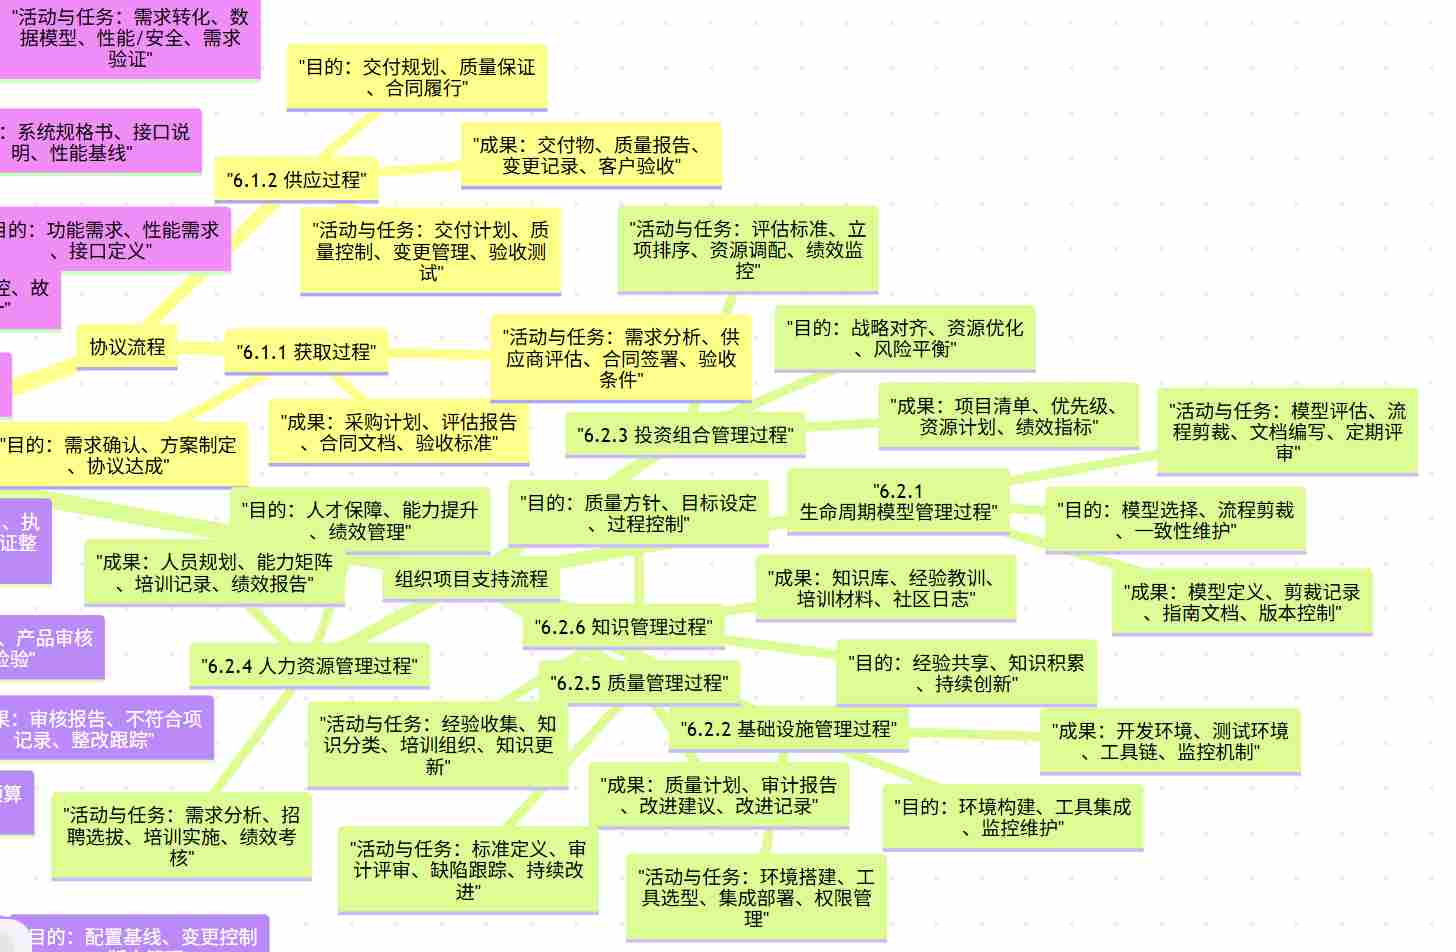 "活动与任务：需求转化、数
据模型、性能/安全、需求
验证"
"目的：交付规划、质量保证
、合同履行"
：系统规格书、接口说
明、性能基线"
"成果：交付物、质量报告、
变更记录、客户验收"
"6.1.2 供应过程"
目的：功能需求、性能需求
、接口定义"
"活动与任务：交付计划、质
量控制、变更管理、验收测
试"
"活动与任务：评估标准、立
项排序、资源调配、绩效监
控"
控、故
协议流程
"6.1.1 获取过程"
"活动与任务：需求分析、供
应商评估、合同签署、验收
条件"
"目的：战略对齐、资源优化
、风险平衡"
"目的：需求确认、方案制定
、协议达成"
"成果：采购计划、评估报告
、合同文档、验收标准"
"6.2.3 投资组合管理过程"
"成果：项目清单、优先级、
资源计划、绩效指标"
"活动与任务：模型评估、流
程剪裁、文档编写、定期评
审"
、执
证整
"目的：人才保障、能力提升
、绩效管理"
"目的：质量方针、目标设定
、过程控制"
"6.2.1
生命周期模型管理过程"
"目的：模型选择、流程剪裁
、一致性维护"
"成果：人员规划、能力矩阵
、培训记录、绩效报告"
组织项目支持流程
"成果：知识库、经验教训、
培训材料、社区日志"
"成果：模型定义、剪裁记录
、指南文档、版本控制"
、产品审核
检验"
"6.2.6 知识管理过程"
"6.2.4 人力资源管理过程"
"目的：经验共享、知识积累
、持续创新"
"6.2.5 质量管理过程"
果：审核报告、不符合项
记录、整改跟踪"
"活动与任务：经验收集、知
识分类、培训组织、知识更
新"
"6.2.2 基础设施管理过程"
"成果：开发环境、测试环境
、工具链、监控机制"
"成果：质量计划、审计报告
、改进建议、改进记录"
"目的：环境构建、工具集成
、监控维护"
预算
"活动与任务：需求分析、招
聘选拔、培训实施、绩效考
核"
"活动与任务：标准定义、审
计评审、缺陷跟踪、持续改
进"
"活动与任务：环境搭建、工
具选型、集成部署、权限管
理"
目的：配置基线、变更控制